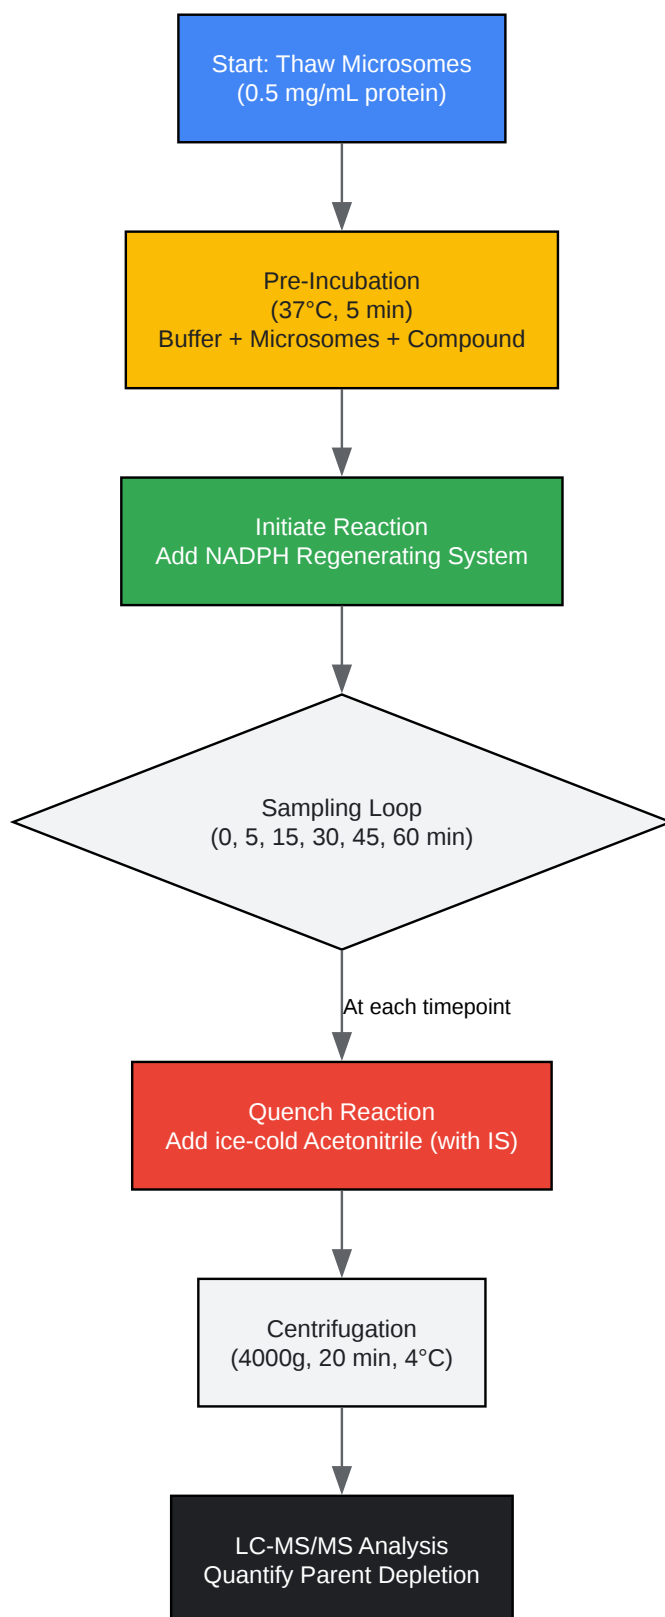 Start: Thaw Microsomes
(0.5 mg/mL protein)
Pre-Incubation
(37°C, 5 min)
Buffer + Microsomes + Compound
Initiate Reaction
Add NADPH Regenerating System
Sampling Loop
(0, 5, 15, 30, 45, 60 min)
At each timepoint
Quench Reaction
Add ice-cold Acetonitrile (with IS)
Centrifugation
(4000g, 20 min, 4°C)
LC-MS/MS Analysis
Quantify Parent Depletion